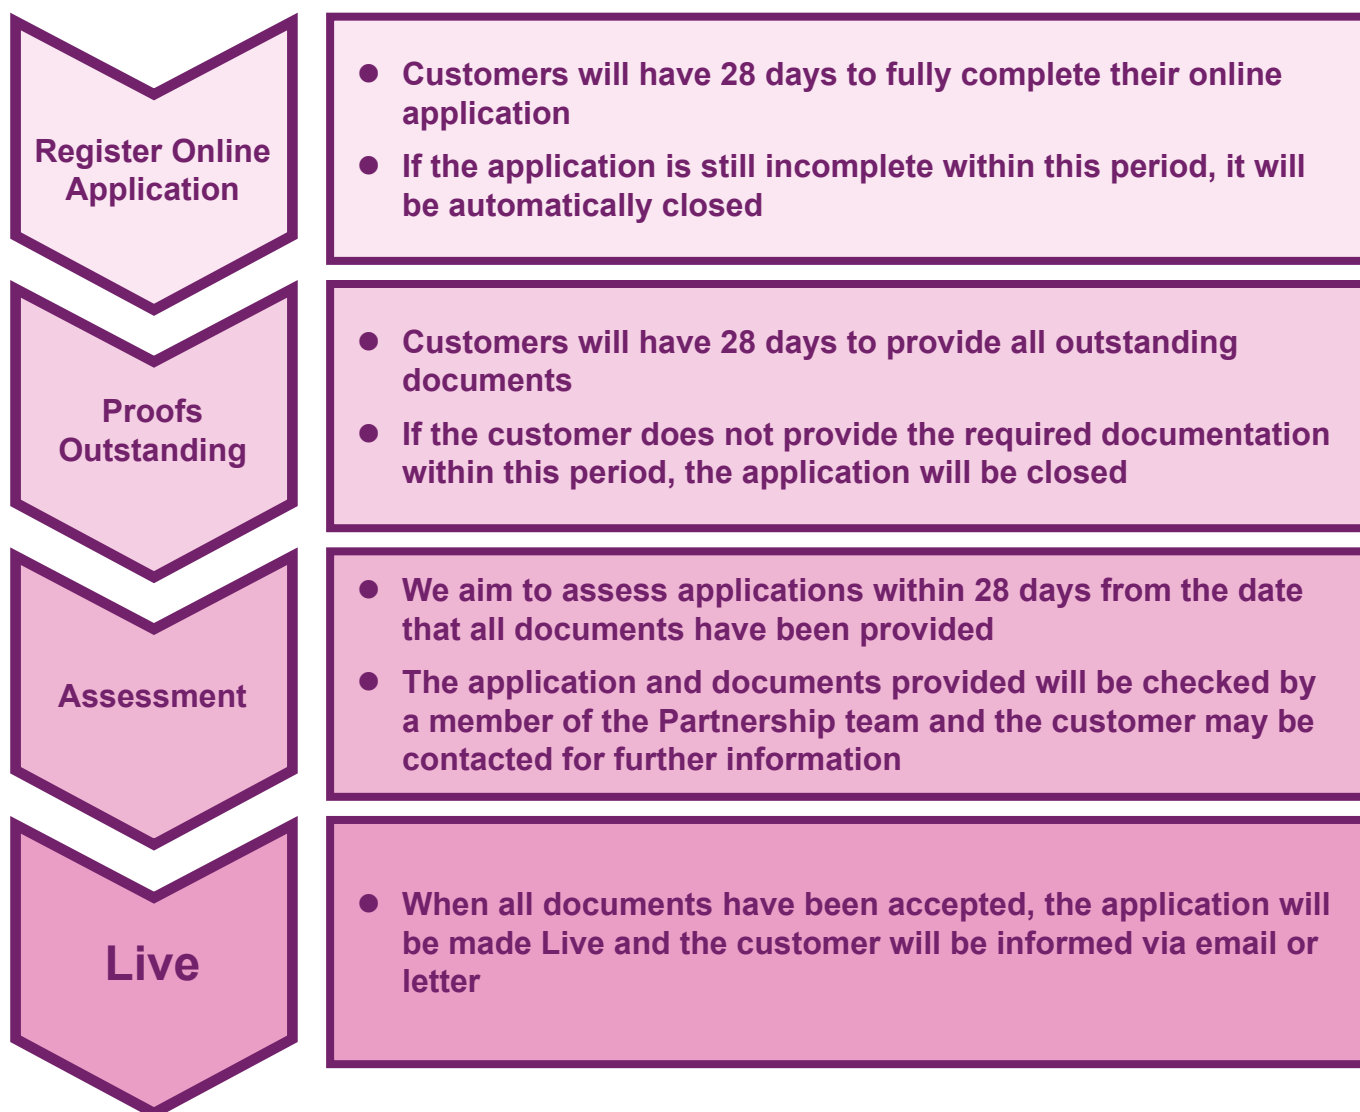 Register Online
Application
● Customers will have 28 days to fully complete their online
application
● If the application is still incomplete within this period, it will
be automatically closed
Proofs
Outstanding
● Customers will have 28 days to provide all outstanding
documents
● If the customer does not provide the required documentation
within this period, the application will be closed
Assessment
● We aim to assess applications within 28 days from the date
that all documents have been provided
● The application and documents provided will be checked by
a member of the Partnership team and the customer may be
contacted for further information
Live
● When all documents have been accepted, the application will
be made Live and the customer will be informed via email or
letter